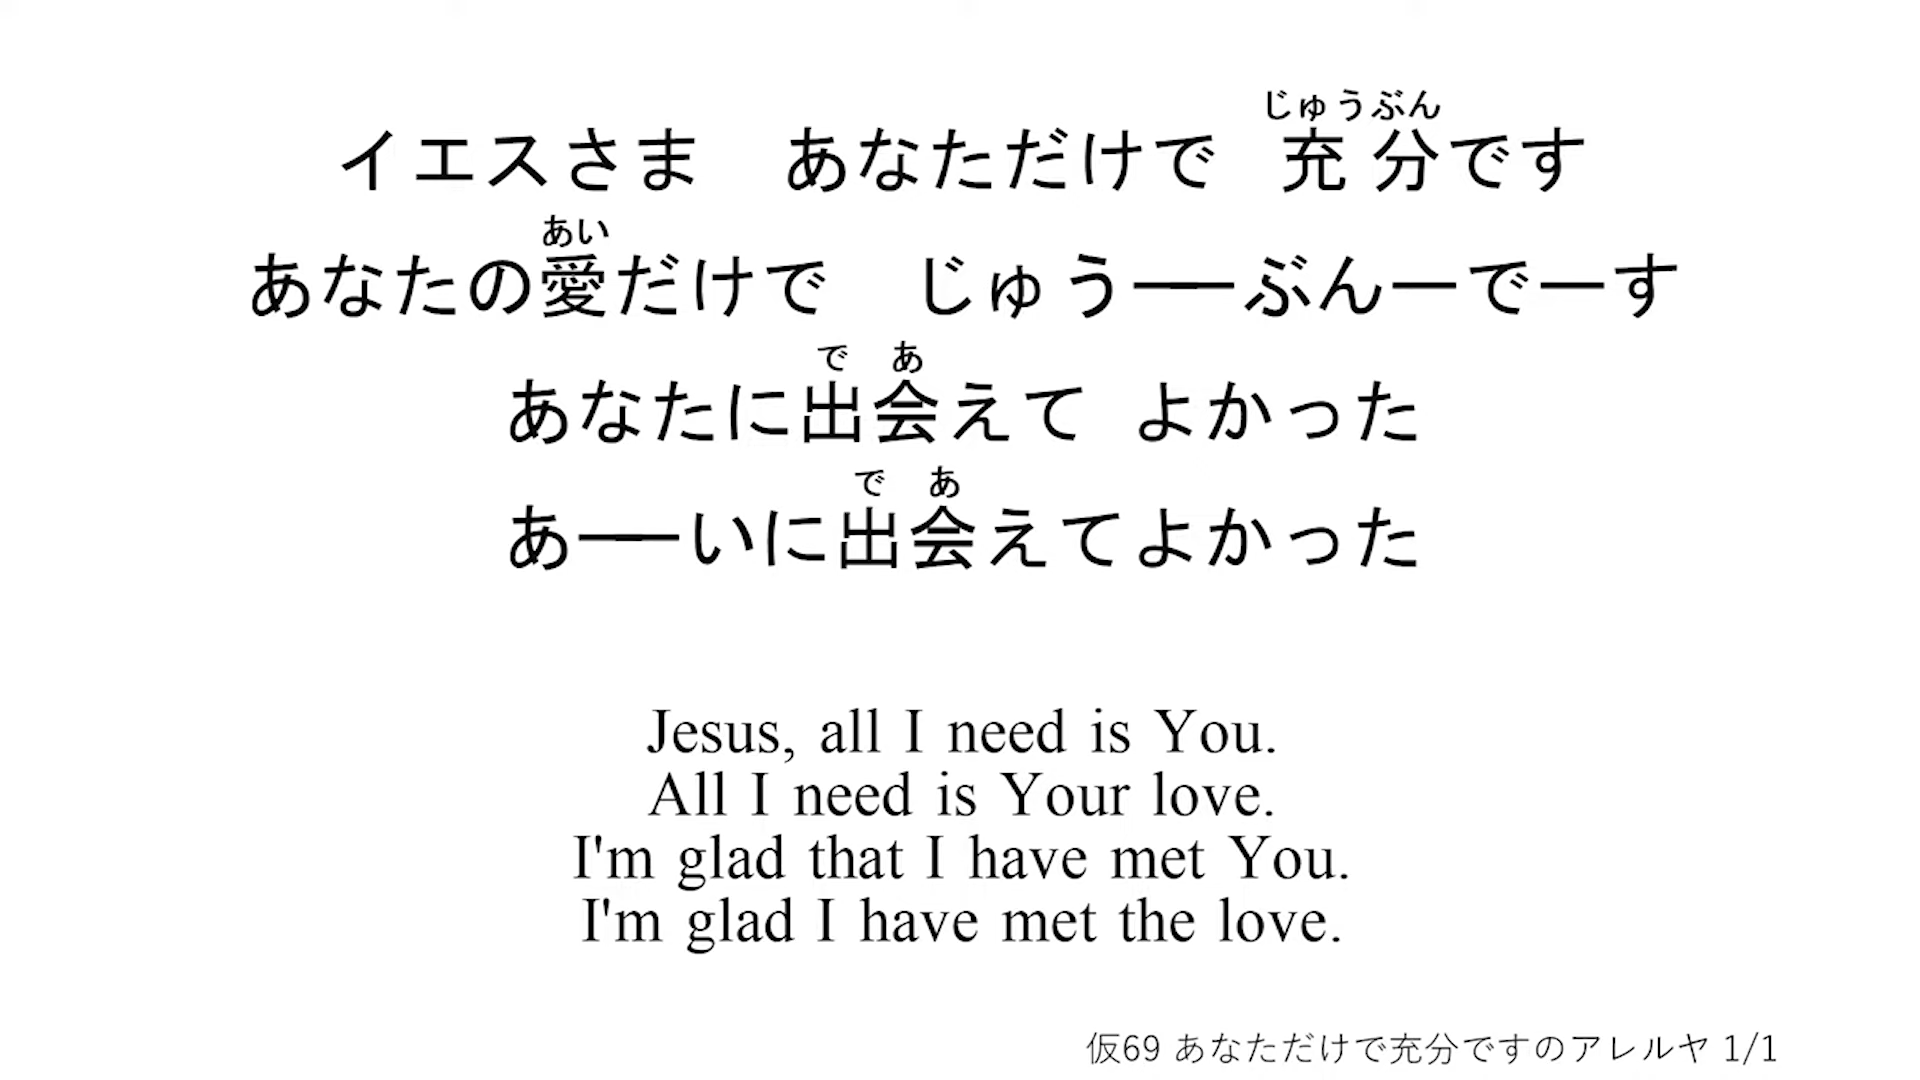 じゅうぶん
イエスさま　あなただけで　充分です
あい
あなたの愛だけで　じゅう――ぶんーでーす
で あ
あなたに出会えて よかった
で あ
あ――いに出会えてよかった
Jesus, all I need is You.
All I need is Your love.
I'm glad that I have met You.
I'm glad I have met the love.
仮69 あなただけで充分ですのアレルヤ 1/1